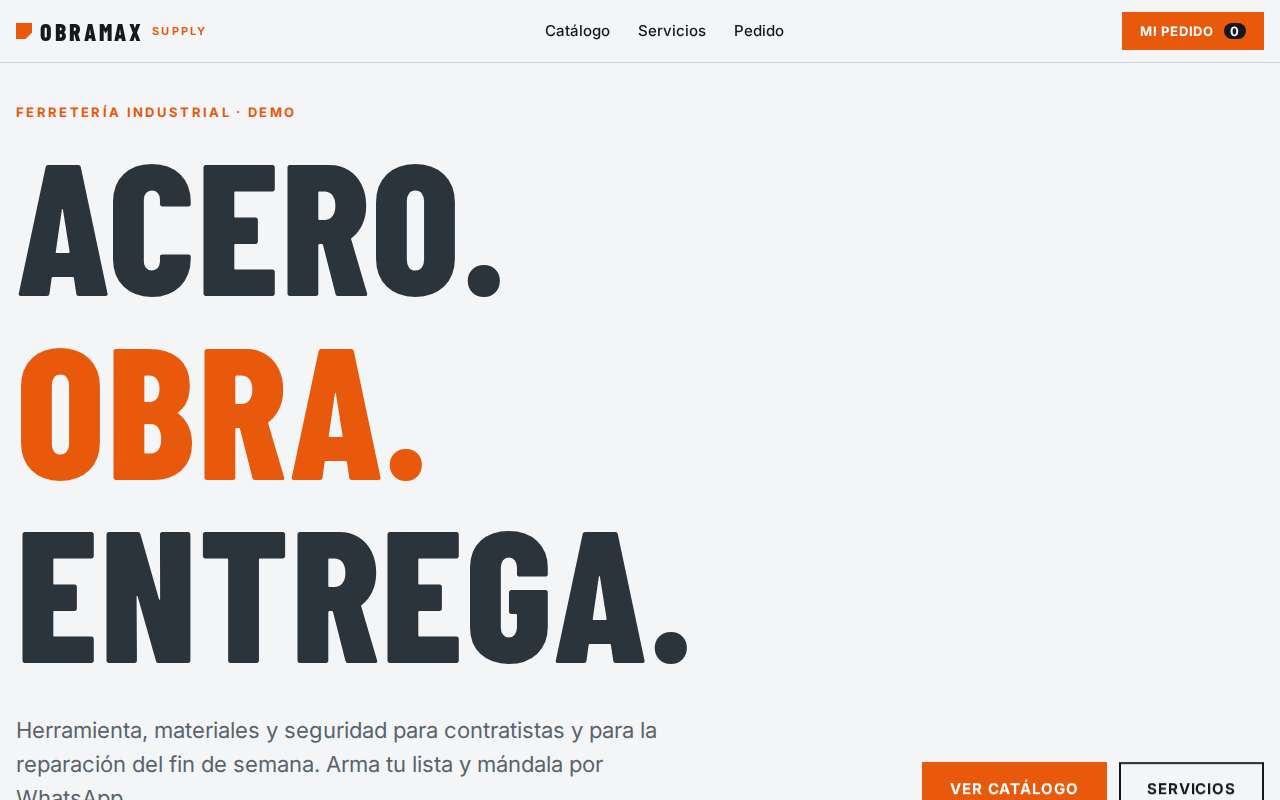 OBRAMAX SUPPLY
Catálogo Servicios Pedido
MI PEDIDO 0
FERRETERÍA INDUSTRIAL · DEMO
ACERO.
OBRA.
ENTREGA.
Herramienta, materiales y seguridad para contratistas y para la
reparación del fin de semana. Arma tu lista y mándala por
WhatsApp.
VER CATÁLOGO
SERVICIOS